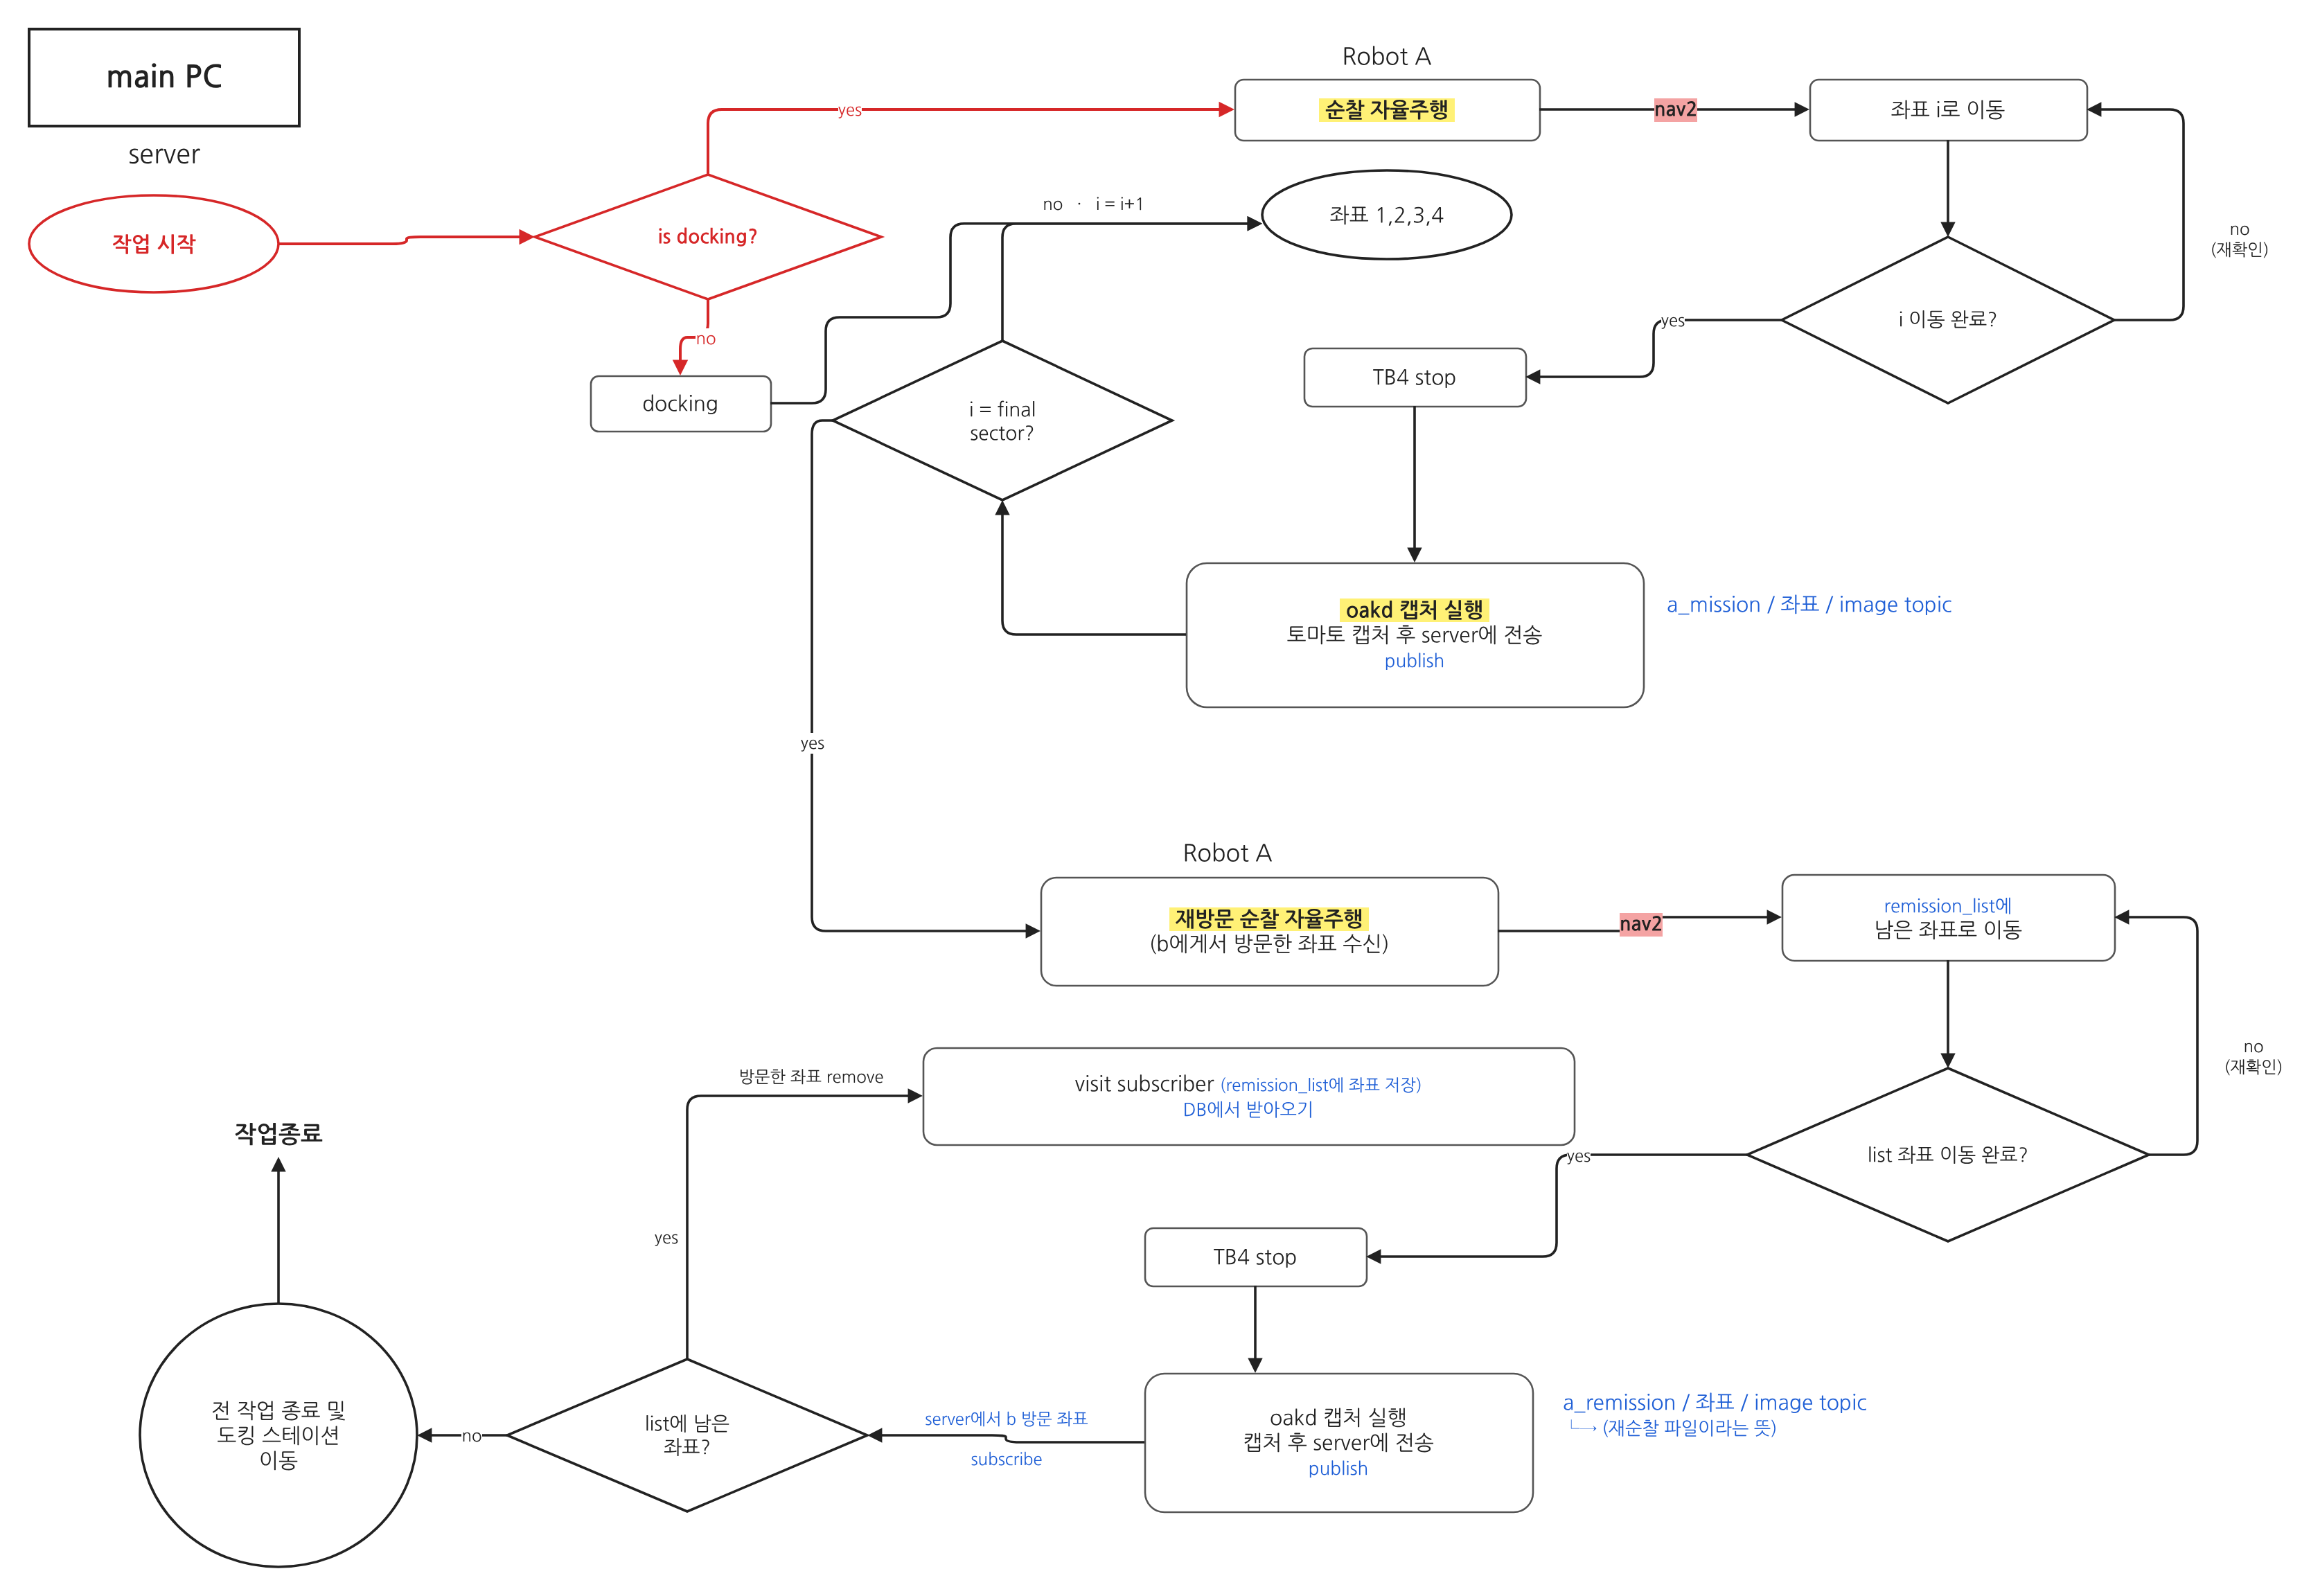 main PC
server
작업 시작
is docking?
yes
no
docking
Robot A
순찰 자율주행
nav2
좌표 i로 이동
no · i = i+1
좌표 1,2,3,4
no
(재확인)
i 이동 완료?
yes
TB4 stop
i = final
sector?
oakd 캡처 실행
토마토 캡처 후 server에 전송
publish
a_mission / 좌표 / image topic
yes
Robot A
재방문 순찰 자율주행
(b에게서 방문한 좌표 수신)
nav2
remission_list에
남은 좌표로 이동
no
(재확인)
list 좌표 이동 완료?
yes
방문한 좌표 remove
visit subscriber (remission_list에 좌표 저장)
DB에서 받아오기
작업종료
yes
TB4 stop
oakd 캡처 실행
캡처 후 server에 전송
publish
a_remission / 좌표 / image topic
(재순찰 파일이라는 뜻)
server에서 b 방문 좌표
subscribe
list에 남은
좌표?
no
전 작업 종료 및
도킹 스테이션
이동